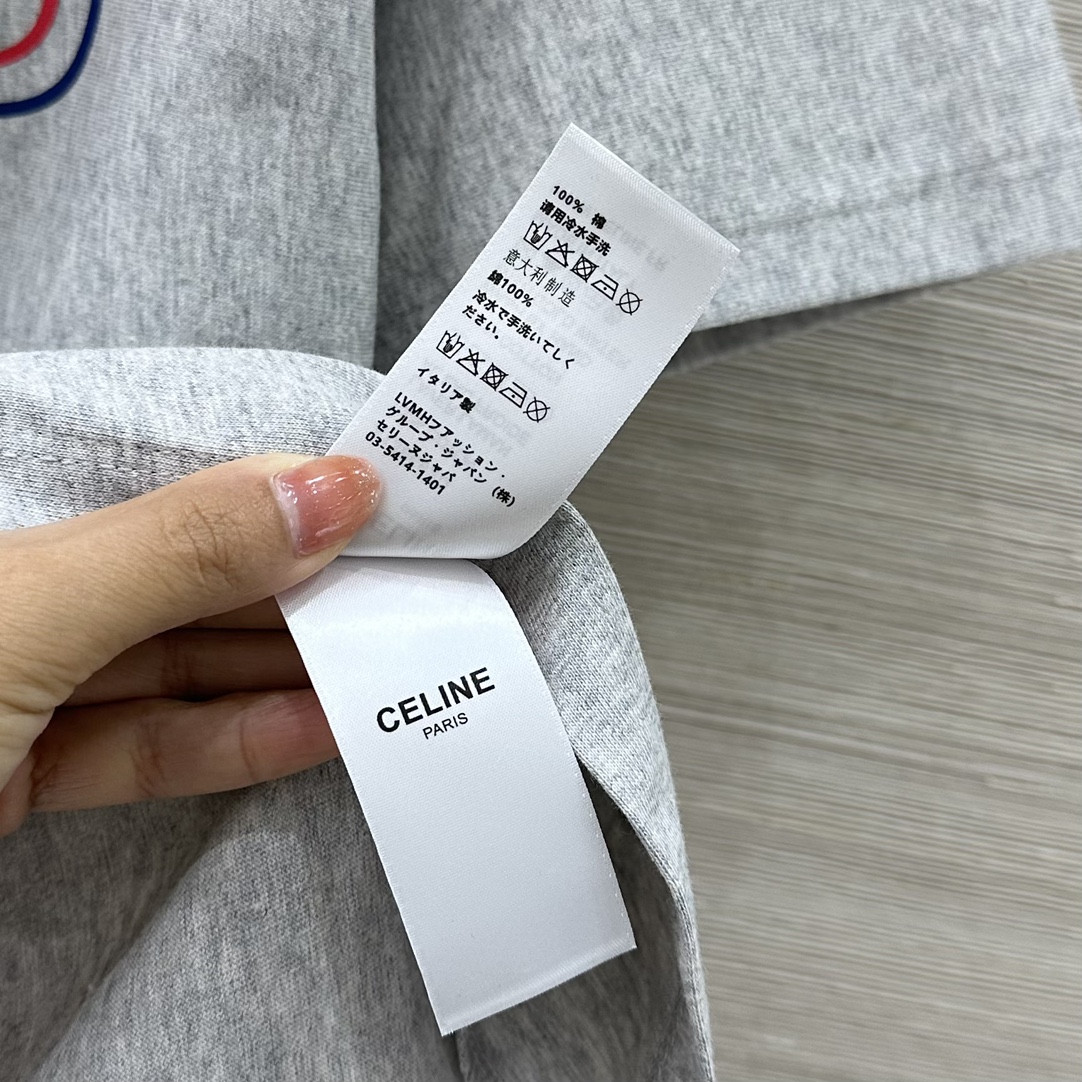 100% 棉
请用冷水手洗
意大利制造
綿100%
冷水で手洗いてしく
ださい。
イタリア製
LVMHファッション・
グループ・ジャパン (株)
セリーヌジャパ
03-5414-1401
CELINE
PARIS